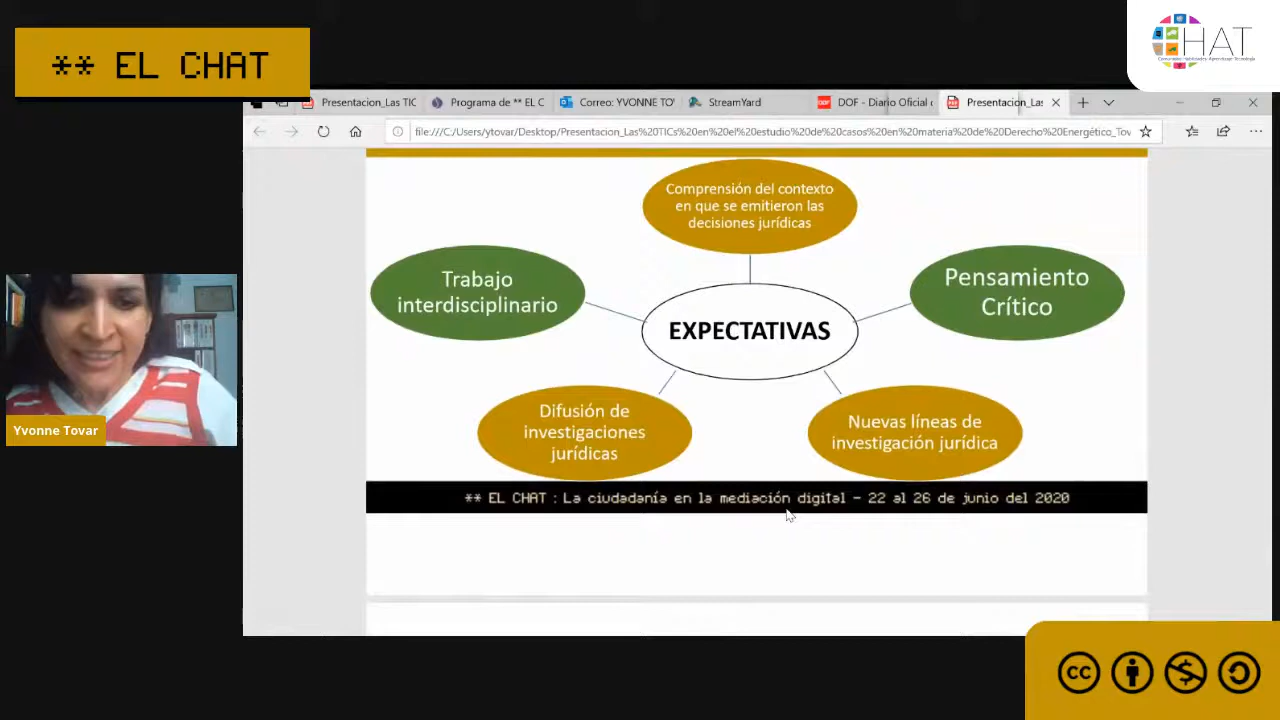 ** EL CHAT
HAT
Presentacion_Las TIC
Programa de ** EL C
Correo: YVONNE TO
StreamYard
DOF - Diario Oficial
Presentacion_Las
file:///C:/Users/ytovar/Desktop/Presentacion_Las%20TICs%20en%20el%20estudio%20de%20casos%20en%20materia%20de%20Derecho%20Energético_Tov
Comprensión del contexto
en que se emitieron las
decisiones jurídicas
Trabajo
interdisciplinario
Pensamiento
Crítico
EXPECTATIVAS
Difusión de
investigaciones
jurídicas
Nuevas líneas de
investigación jurídica
** EL CHAT : La ciudadanía en la mediación digital - 22 al 26 de junio del 2020
Yvonne Tovar
cc